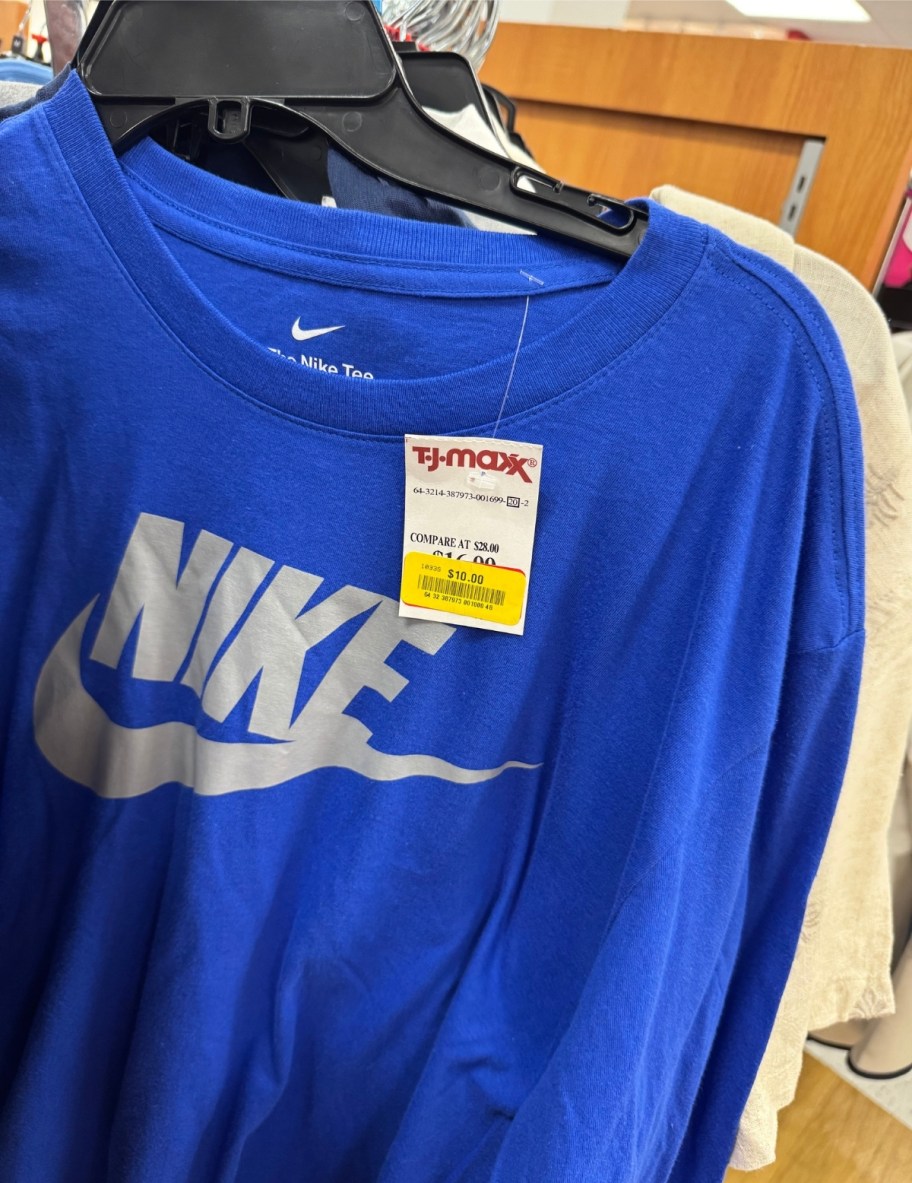 The Nike Tee
NIKE
T·J·maxx®
64-3214-387973-001699-20-2
COMPARE AT $28.00
$10.00